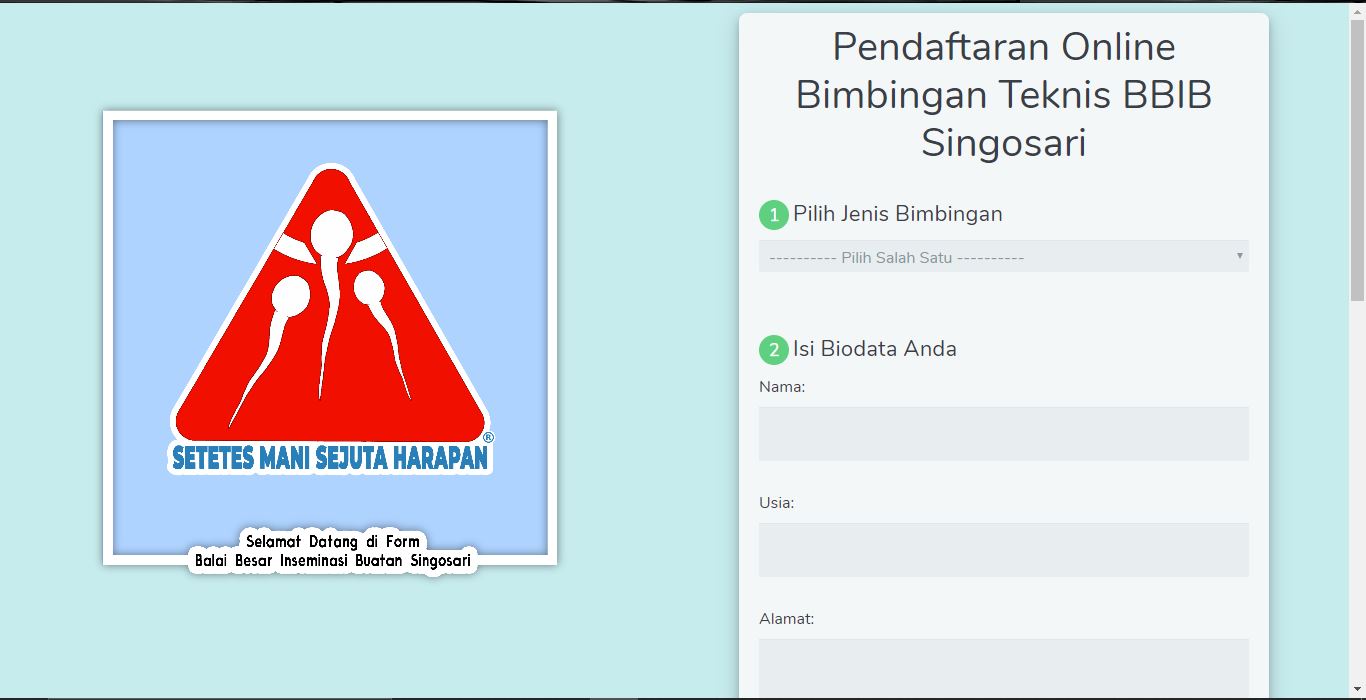 SETETES MANI SEJUTA HARAPAN®
Selamat Datang di Form
Balai Besar Inseminasi Buatan Singosari
Pendaftaran Online
Bimbingan Teknis BBIB
Singosari
1 Pilih Jenis Bimbingan
---------- Pilih Salah Satu ----------
2 Isi Biodata Anda
Nama:
Usia:
Alamat: